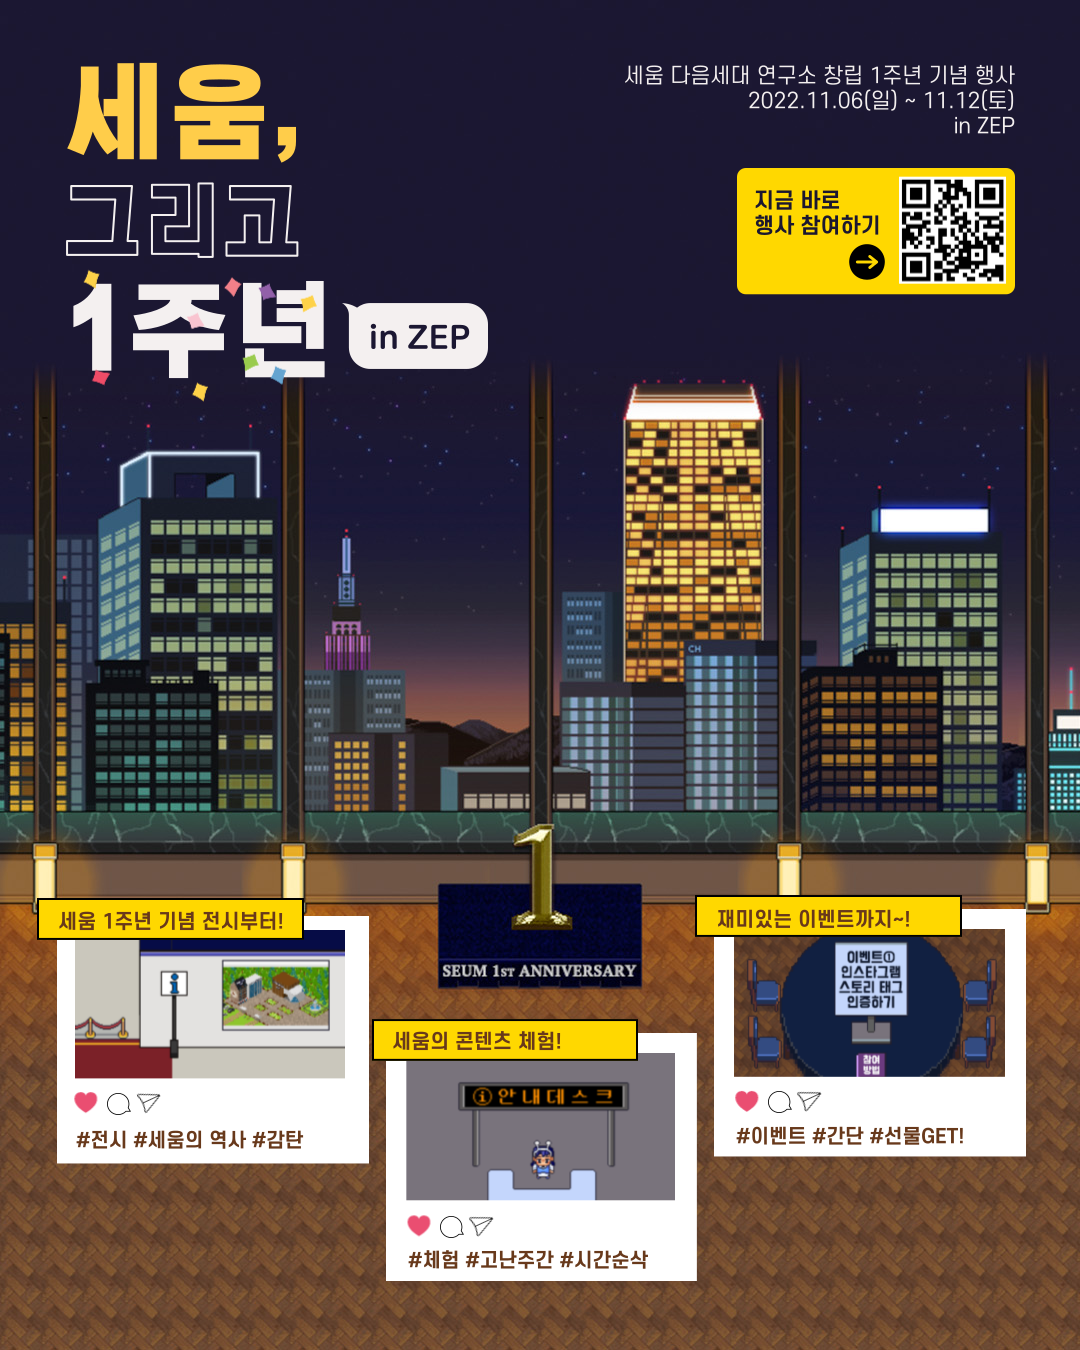 세움,
그리고
1주년
in ZEP
세움 다음세대 연구소 창립 1주년 기념 행사
2022.11.06(일) ~ 11.12(토)
in ZEP
지금 바로
행사 참여하기
CH
1
SEUM 1ST ANNIVERSARY
세움 1주년 기념 전시부터!
i
#전시 #세움의 역사 #감탄
세움의 콘텐츠 체험!
i 안내데스크
#체험 #고난주간 #시간순삭
재미있는 이벤트까지~!
이벤트①
인스타그램
스토리 태그
인증하기
참여
방법
#이벤트 #간단 #선물GET!